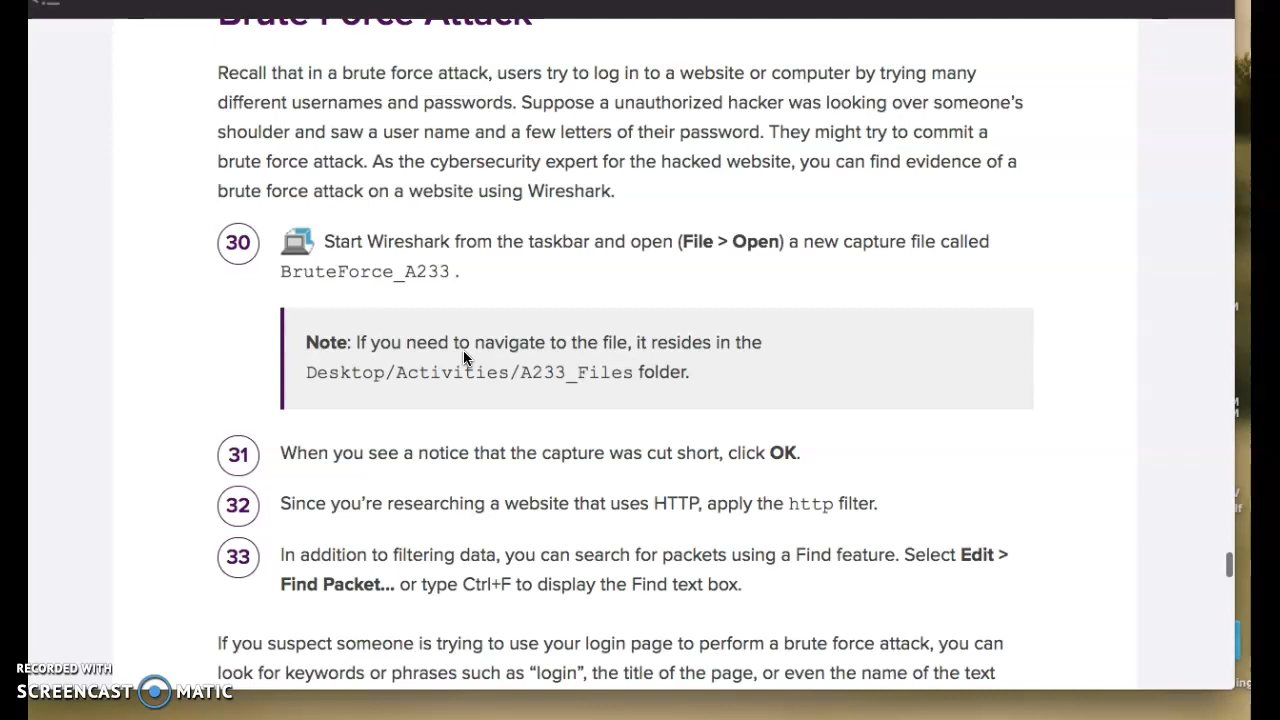 Brute Force Attack
Recall that in a brute force attack, users try to log in to a website or computer by trying many
different usernames and passwords. Suppose a unauthorized hacker was looking over someone's
shoulder and saw a user name and a few letters of their password. They might try to commit a
brute force attack. As the cybersecurity expert for the hacked website, you can find evidence of a
brute force attack on a website using Wireshark.
30 Start Wireshark from the taskbar and open (File > Open) a new capture file called
BruteForce_A233 .
Note: If you need to navigate to the file, it resides in the
Desktop/Activities/A233_Files folder.
31 When you see a notice that the capture was cut short, click OK.
32 Since you're researching a website that uses HTTP, apply the http filter.
33 In addition to filtering data, you can search for packets using a Find feature. Select Edit >
Find Packet... or type Ctrl+F to display the Find text box.
If you suspect someone is trying to use your login page to perform a brute force attack, you can
look for keywords or phrases such as “login”, the title of the page, or even the name of the text
RECORDED WITH
SCREENCAST MATIC